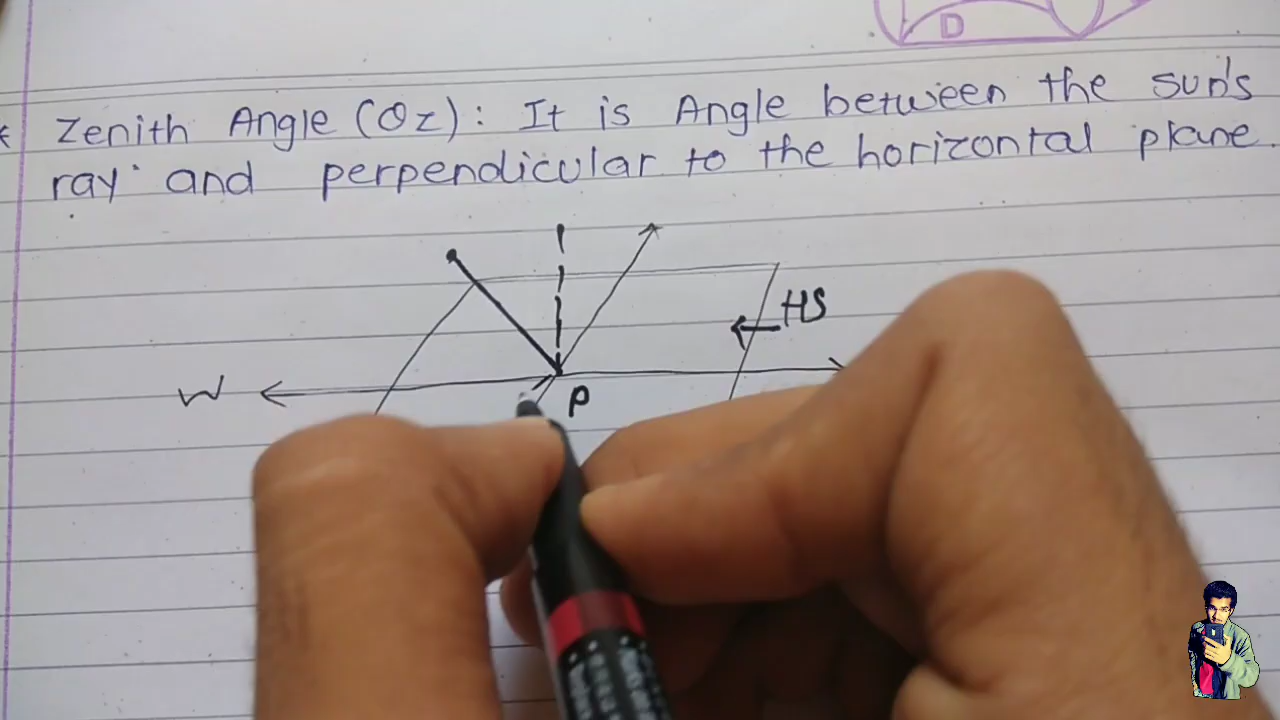 D
Zenith Angle (θz): It is Angle between the sun's
ray and perpendicular to the horizontal plane.
HS
W
P